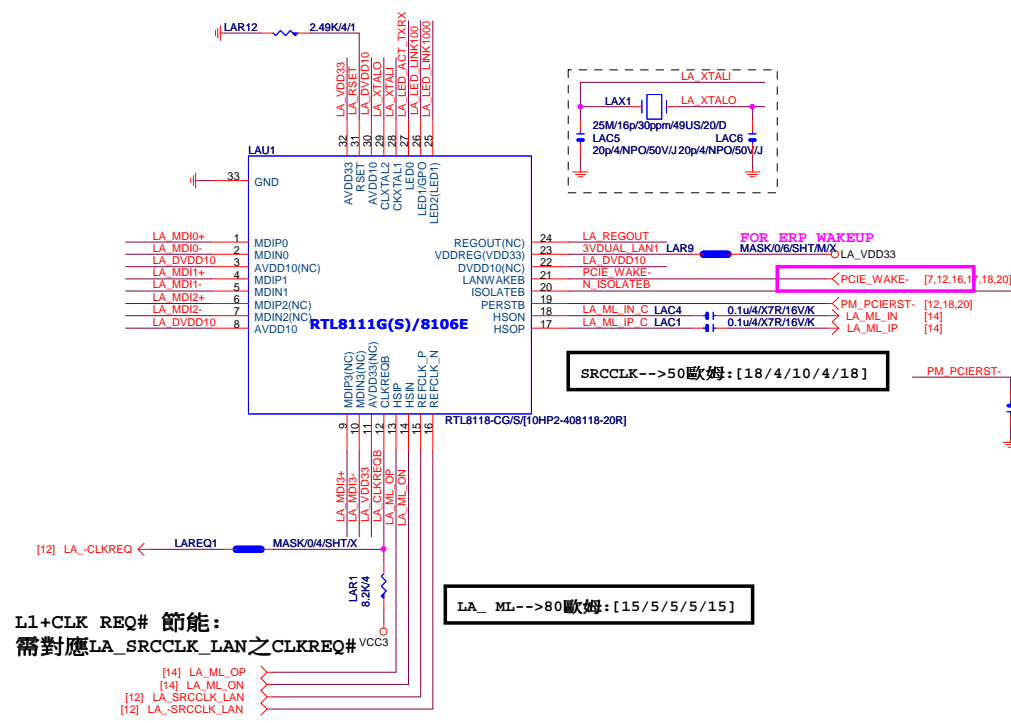 LAR12 2.49K/4/1
LA_VDD33
LA_RSET
LA_DVDD10
LA_XTALO
LA_XTALI
LA_LED_ACT_TXRX
LA_LED_LINK100
LA_LED_LINK1000
32 31 30 29 28 27 26 25
LAU1
AVDD33
RSET
AVDD10
CLXTAL2
CKXTAL1
LED0
LED1/GPO
LED2(LED1)
33 GND
LA_XTALI
LAX1 LA_XTALO
25M/16p/30ppm/49US/20/D
LAC5 LAC6
20p/4/NPO/50V/J 20p/4/NPO/50V/J
LA_MDI0+ 1 MDIP0
LA_MDI0- 2 MDIN0
LA_DVDD10 3 AVDD10(NC)
LA_MDI1+ 4 MDIP1
LA_MDI1- 5 MDIN1
LA_MDI2+ 6 MDIP2(NC)
LA_MDI2- 7 MDIN2(NC)
LA_DVDD10 8 AVDD10
RTL8111G(S)/8106E
FOR ERP WAKEUP
REGOUT(NC) 24 LA_REGOUT
VDDREG(VDD33) 23 3VDUAL_LAN1 LAR9 MASK/0/6/SHT/M/X LA_VDD33
DVDD10(NC) 22 LA_DVDD10
LANWAKEB 21 PCIE_WAKE- PCIE_WAKE- [7,12,16,17,18,20]
ISOLATEB 20 N_ISOLATEB
PERSTB 19 PM_PCIERST- [12,18,20]
HSON 18 LA_ML_IN_C LAC4 0.1u/4/X7R/16V/K LA_ML_IN [14]
HSOP 17 LA_ML_IP_C LAC1 0.1u/4/X7R/16V/K LA_ML_IP [14]
SRCCLK-->50歐姆:[18/4/10/4/18]
PM_PCIERST-
MDIP3(NC)
MDIN3(NC)
AVDD33(NC)
CLKREQB
HSIP
HSIN
REFCLK_P
REFCLK_N
9 10 11 12 13 14 15 16
RTL8118-CG/S/[10HP2-408118-20R]
LA_MDI3+
LA_MDI3-
LA_VDD33
LA_CLKREQB
LA_ML_OP
LA_ML_ON
[12] LA_-CLKREQ LAREQ1 MASK/0/4/SHT/X
LAR1
8.2K/4
VCC3
LA_ ML-->80歐姆:[15/5/5/5/15]
L1+CLK REQ# 節能:
需對應LA_SRCCLK_LAN之CLKREQ#
[14] LA_ML_OP
[14] LA_ML_ON
[12] LA_SRCCLK_LAN
[12] LA_-SRCCLK_LAN